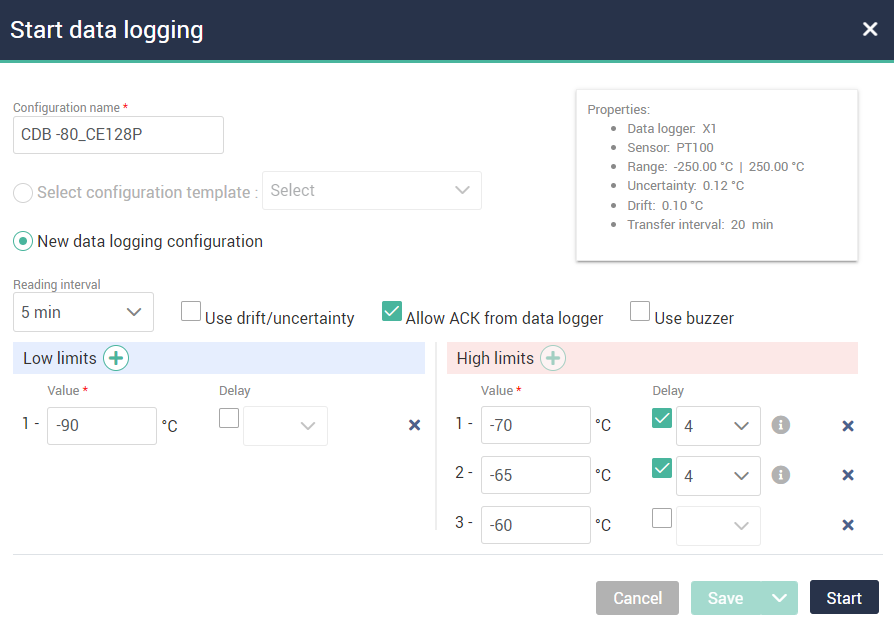 Start data logging
Configuration name *
CDB -80_CE128P
Properties:
Data logger: X1
Sensor: PT100
Range: -250.00 °C | 250.00 °C
Uncertainty: 0.12 °C
Drift: 0.10 °C
Transfer interval: 20 min
Select configuration template : Select
New data logging configuration
Reading interval
5 min Use drift/uncertainty Allow ACK from data logger Use buzzer
Low limits
Value * Delay
1 - -90 °C
High limits
Value * Delay
1 - -70 °C 4
2 - -65 °C 4
3 - -60 °C
Cancel Save Start